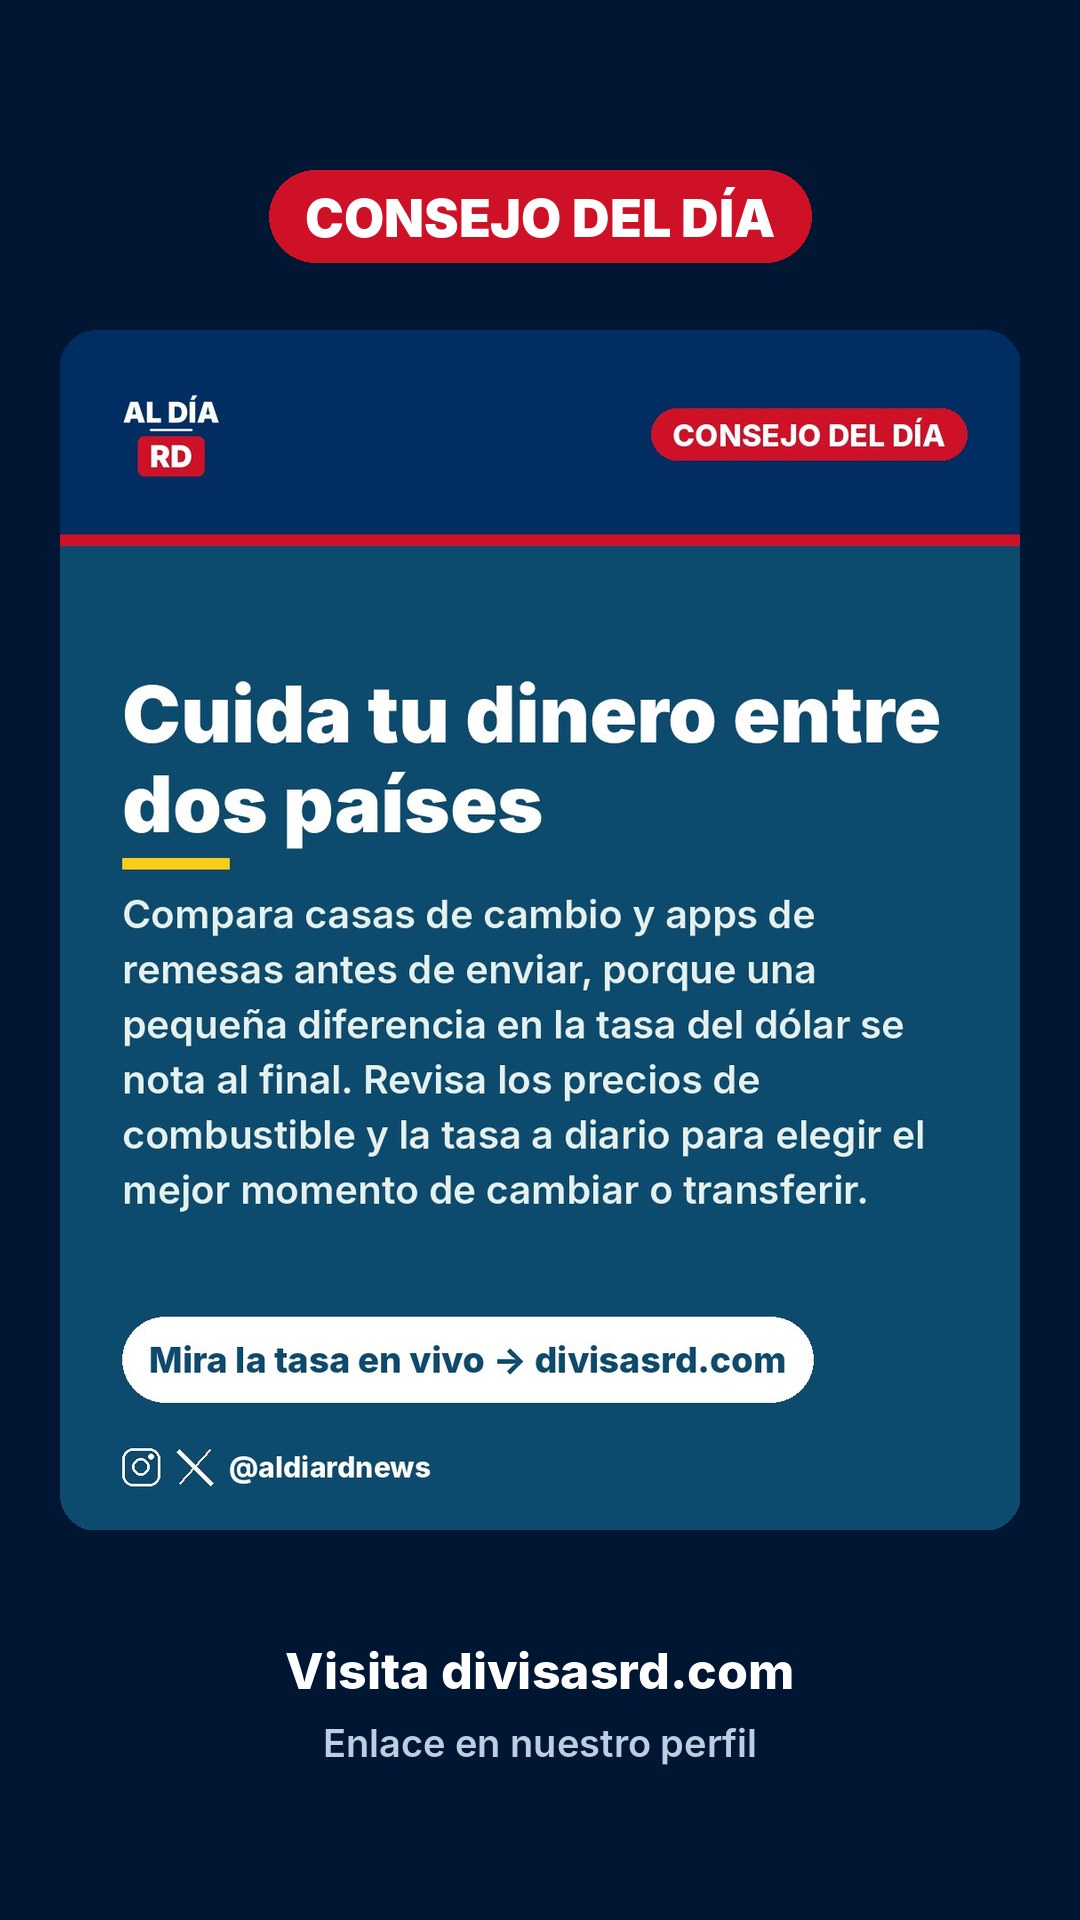 CONSEJO DEL DÍA
AL DÍA
RD
CONSEJO DEL DÍA
Cuida tu dinero entre
dos países
Compara casas de cambio y apps de
remesas antes de enviar, porque una
pequeña diferencia en la tasa del dólar se
nota al final. Revisa los precios de
combustible y la tasa a diario para elegir el
mejor momento de cambiar o transferir.
Mira la tasa en vivo → divisasrd.com
@aldiardnews
Visita divisasrd.com
Enlace en nuestro perfil